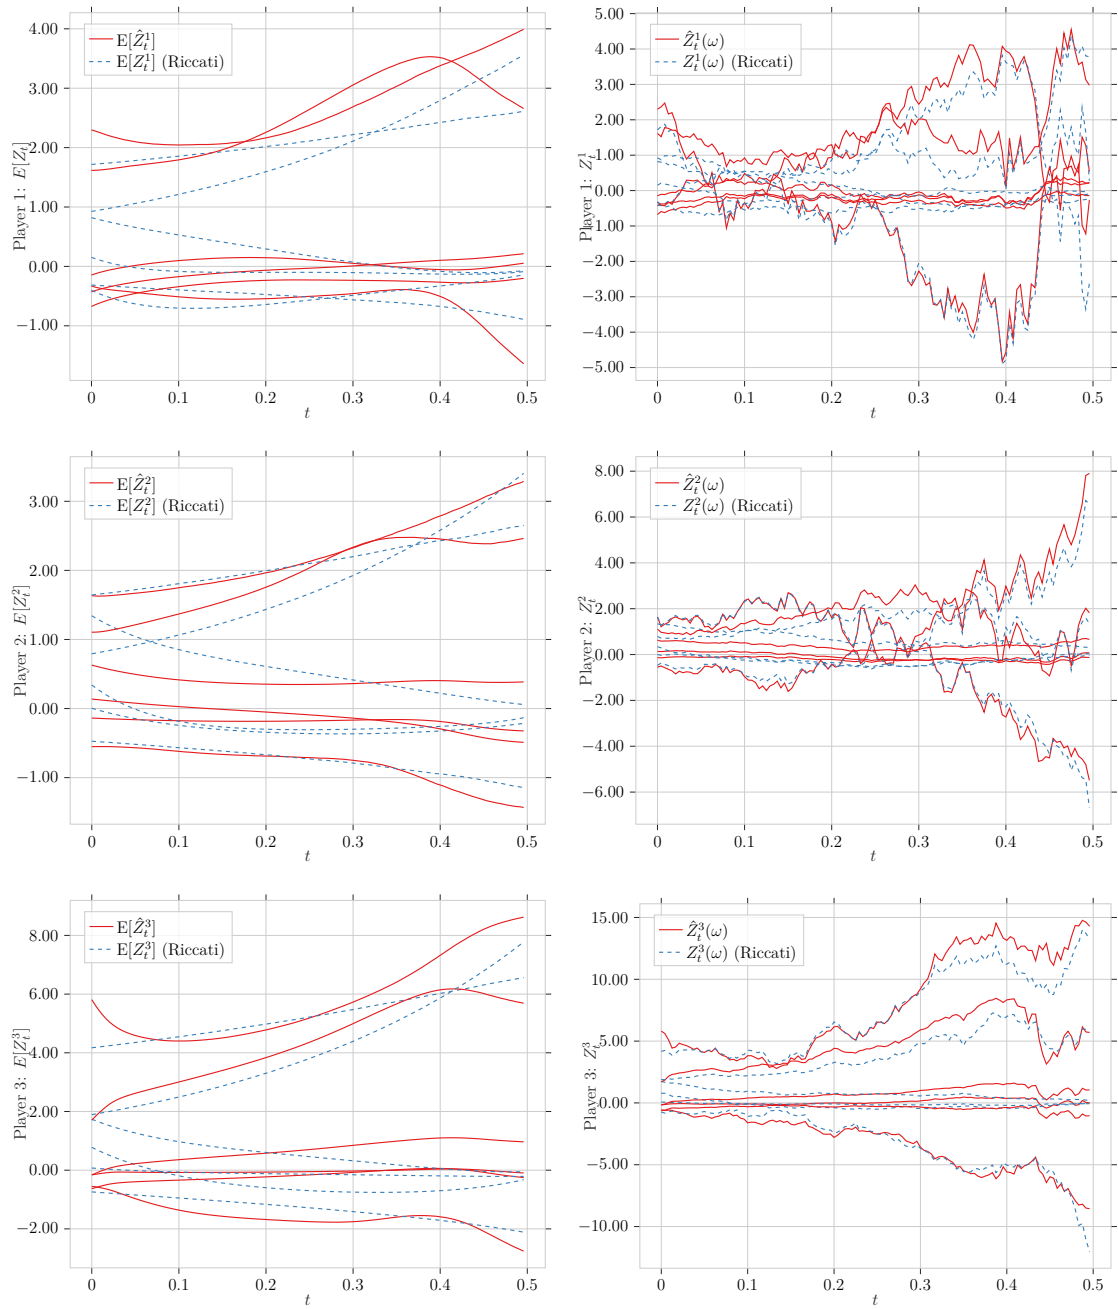 4.00
3.00
2.00
1.00
0.00
−1.00
Player 1: E[Z_t^1]
E[Ẑ_t^1]
E[Z_t^1] (Riccati)
0 0.1 0.2 0.3 0.4 0.5
t
5.00
4.00
3.00
2.00
1.00
0.00
−1.00
−2.00
−3.00
−4.00
−5.00
Player 1: Z_t^1
Ẑ_t^1(ω)
Z_t^1(ω) (Riccati)
0 0.1 0.2 0.3 0.4 0.5
t
3.00
2.00
1.00
0.00
−1.00
Player 2: E[Z_t^2]
E[Ẑ_t^2]
E[Z_t^2] (Riccati)
0 0.1 0.2 0.3 0.4 0.5
t
8.00
6.00
4.00
2.00
0.00
−2.00
−4.00
−6.00
Player 2: Z_t^2
Ẑ_t^2(ω)
Z_t^2(ω) (Riccati)
0 0.1 0.2 0.3 0.4 0.5
t
8.00
6.00
4.00
2.00
0.00
−2.00
Player 3: E[Z_t^3]
E[Ẑ_t^3]
E[Z_t^3] (Riccati)
0 0.1 0.2 0.3 0.4 0.5
t
15.00
10.00
5.00
0.00
−5.00
−10.00
Player 3: Z_t^3
Ẑ_t^3(ω)
Z_t^3(ω) (Riccati)
0 0.1 0.2 0.3 0.4 0.5
t